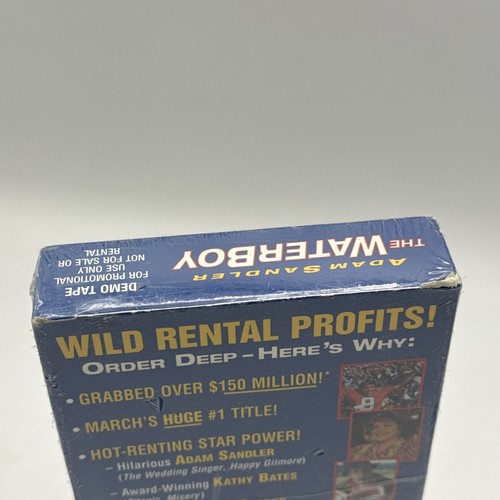 ADAM SANDLER
THE WATERBOY
DEMO TAPE
FOR PROMOTIONAL
USE ONLY
NOT FOR SALE OR
RENTAL
WILD RENTAL PROFITS!
ORDER DEEP – HERE'S WHY:
• GRABBED OVER $150 MILLION!*
• MARCH'S HUGE #1 TITLE!
• HOT-RENTING STAR POWER!
– Hilarious ADAM SANDLER
(The Wedding Singer, Happy Gilmore)
– Award-Winning KATHY BATES
Misery)
9